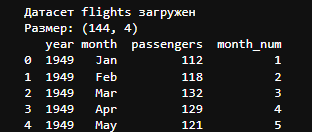 Датасет flights загружен
Размер: (144, 4)
year month passengers month_num
0 1949 Jan 112 1
1 1949 Feb 118 2
2 1949 Mar 132 3
3 1949 Apr 129 4
4 1949 May 121 5